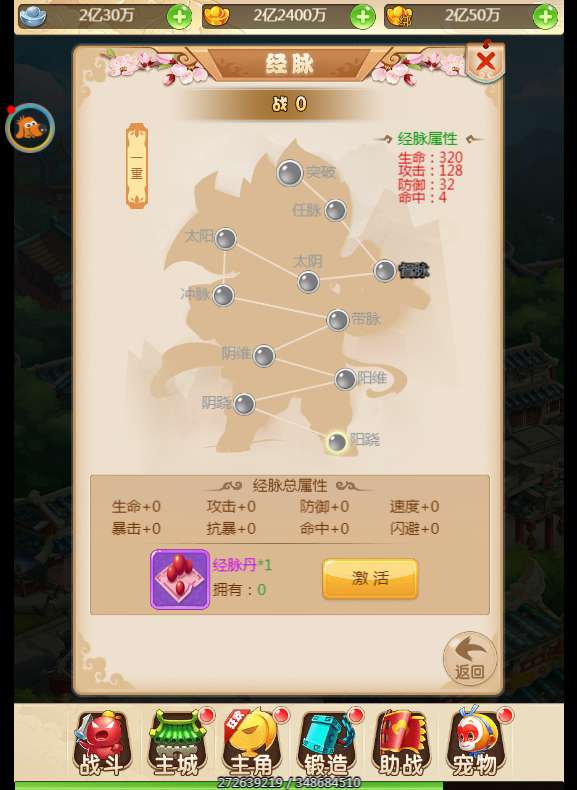 2亿30万
2亿2400万
2亿50万
经脉
战 0
一重
经脉属性
生命：320
攻击：128
防御：32
命中：4
突破
任脉
太阳
太阴
督脉
冲脉
带脉
阴维
阳维
阴跷
阳跷
经脉总属性
生命+0 攻击+0 防御+0 速度+0
暴击+0 抗暴+0 命中+0 闪避+0
经脉丹*1
拥有：0
激活
返回
战斗 主城 主角 锻造 助战 宠物
272639219 / 348684510